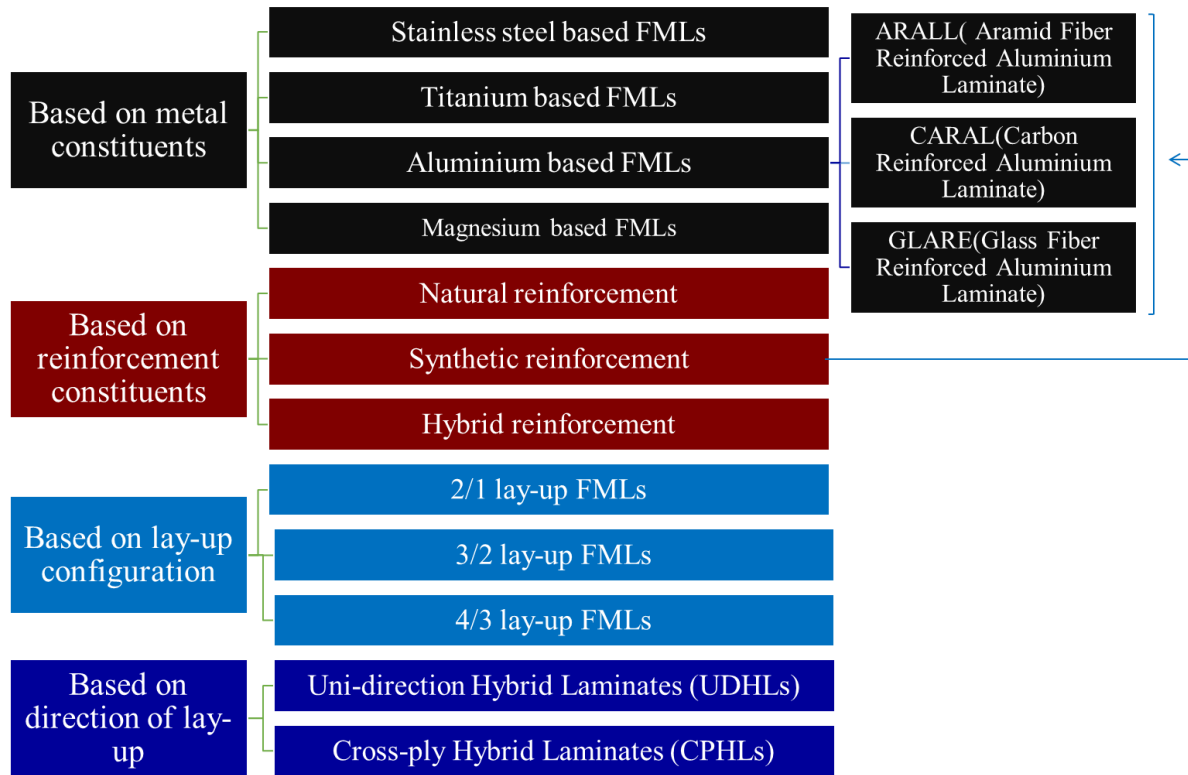 Based on metal
constituents
Stainless steel based FMLs
Titanium based FMLs
Aluminium based FMLs
Magnesium based FMLs
ARALL( Aramid Fiber
Reinforced Aluminium
Laminate)
CARAL(Carbon
Reinforced Aluminium
Laminate)
GLARE(Glass Fiber
Reinforced Aluminium
Laminate)
Based on
reinforcement
constituents
Natural reinforcement
Synthetic reinforcement
Hybrid reinforcement
Based on lay-up
configuration
2/1 lay-up FMLs
3/2 lay-up FMLs
4/3 lay-up FMLs
Based on
direction of lay-
up
Uni-direction Hybrid Laminates (UDHLs)
Cross-ply Hybrid Laminates (CPHLs)